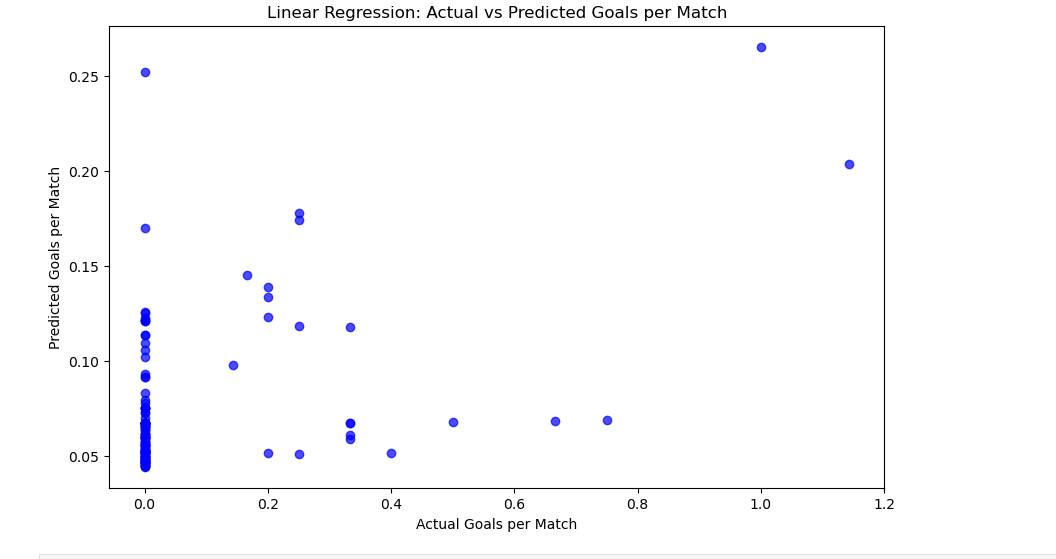 Linear Regression: Actual vs Predicted Goals per Match
Predicted Goals per Match
0.25
0.20
0.15
0.10
0.05
0.0 0.2 0.4 0.6 0.8 1.0 1.2
Actual Goals per Match